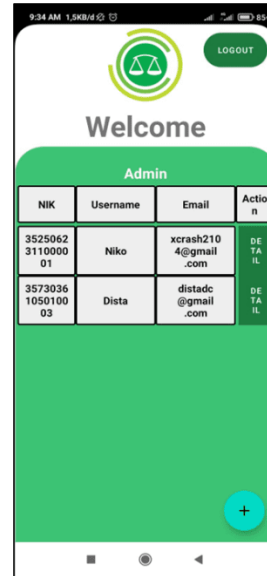 9:34 AM 1,5KB/d
85
LOGOUT
Welcome
Admin
NIK Username Email Actio
n
3525062
3110000
01
Niko
xcrash210
4@gmail
.com
DE
TA
IL
3573036
1050100
03
Dista
distadc
@gmail
.com
DE
TA
IL
+